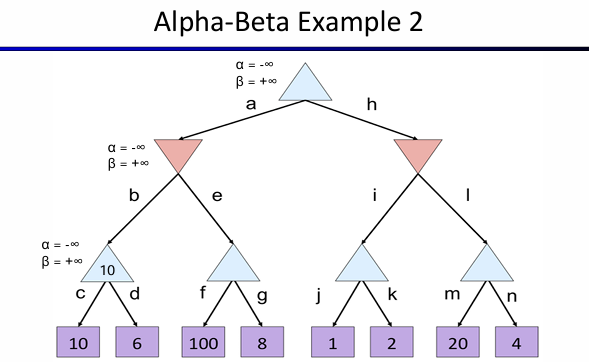 Alpha-Beta Example 2
α = -∞
β = +∞
a
h
α = -∞
β = +∞
b
e
i
l
α = -∞
β = +∞
10
c
d
f
g
j
k
m
n
10
6
100
8
1
2
20
4